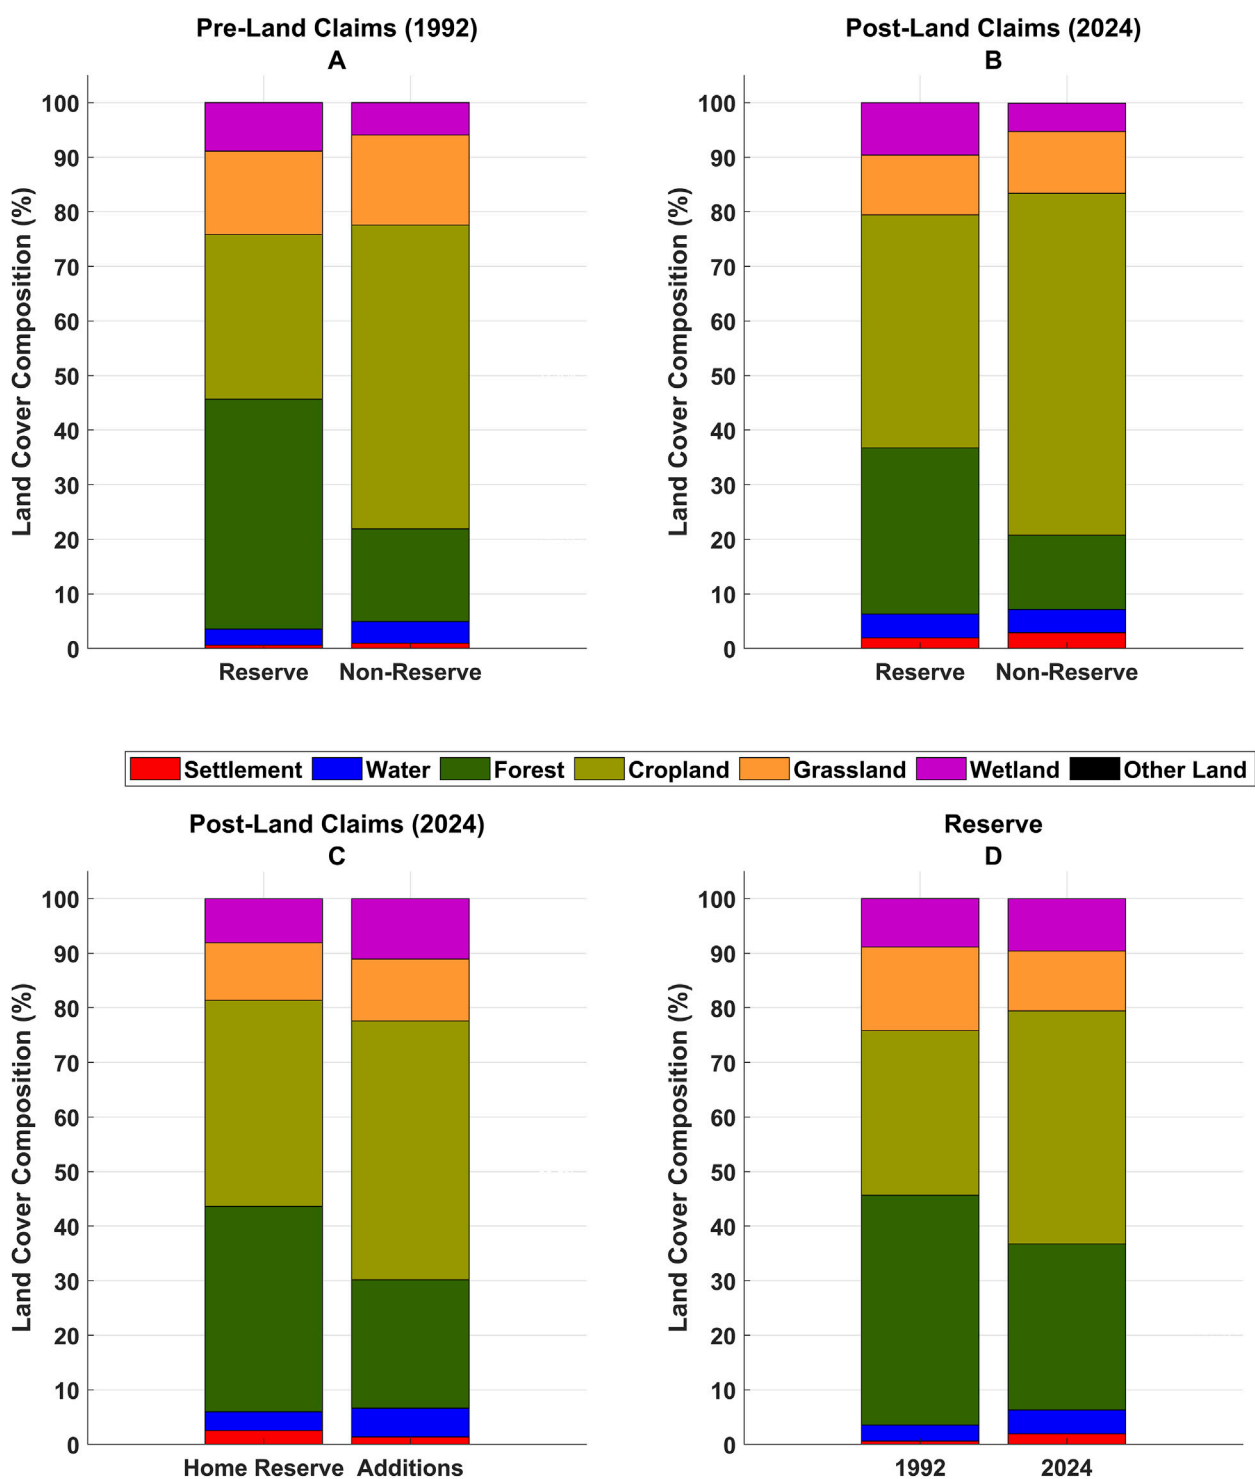 Pre-Land Claims (1992)
A
Land Cover Composition (%)
100
90
80
70
60
50
40
30
20
10
0
Reserve Non-Reserve
Post-Land Claims (2024)
B
Land Cover Composition (%)
100
90
80
70
60
50
40
30
20
10
0
Reserve Non-Reserve
Settlement Water Forest Cropland Grassland Wetland Other Land
Post-Land Claims (2024)
C
Land Cover Composition (%)
100
90
80
70
60
50
40
30
20
10
0
Home Reserve Additions
Reserve
D
Land Cover Composition (%)
100
90
80
70
60
50
40
30
20
10
0
1992 2024